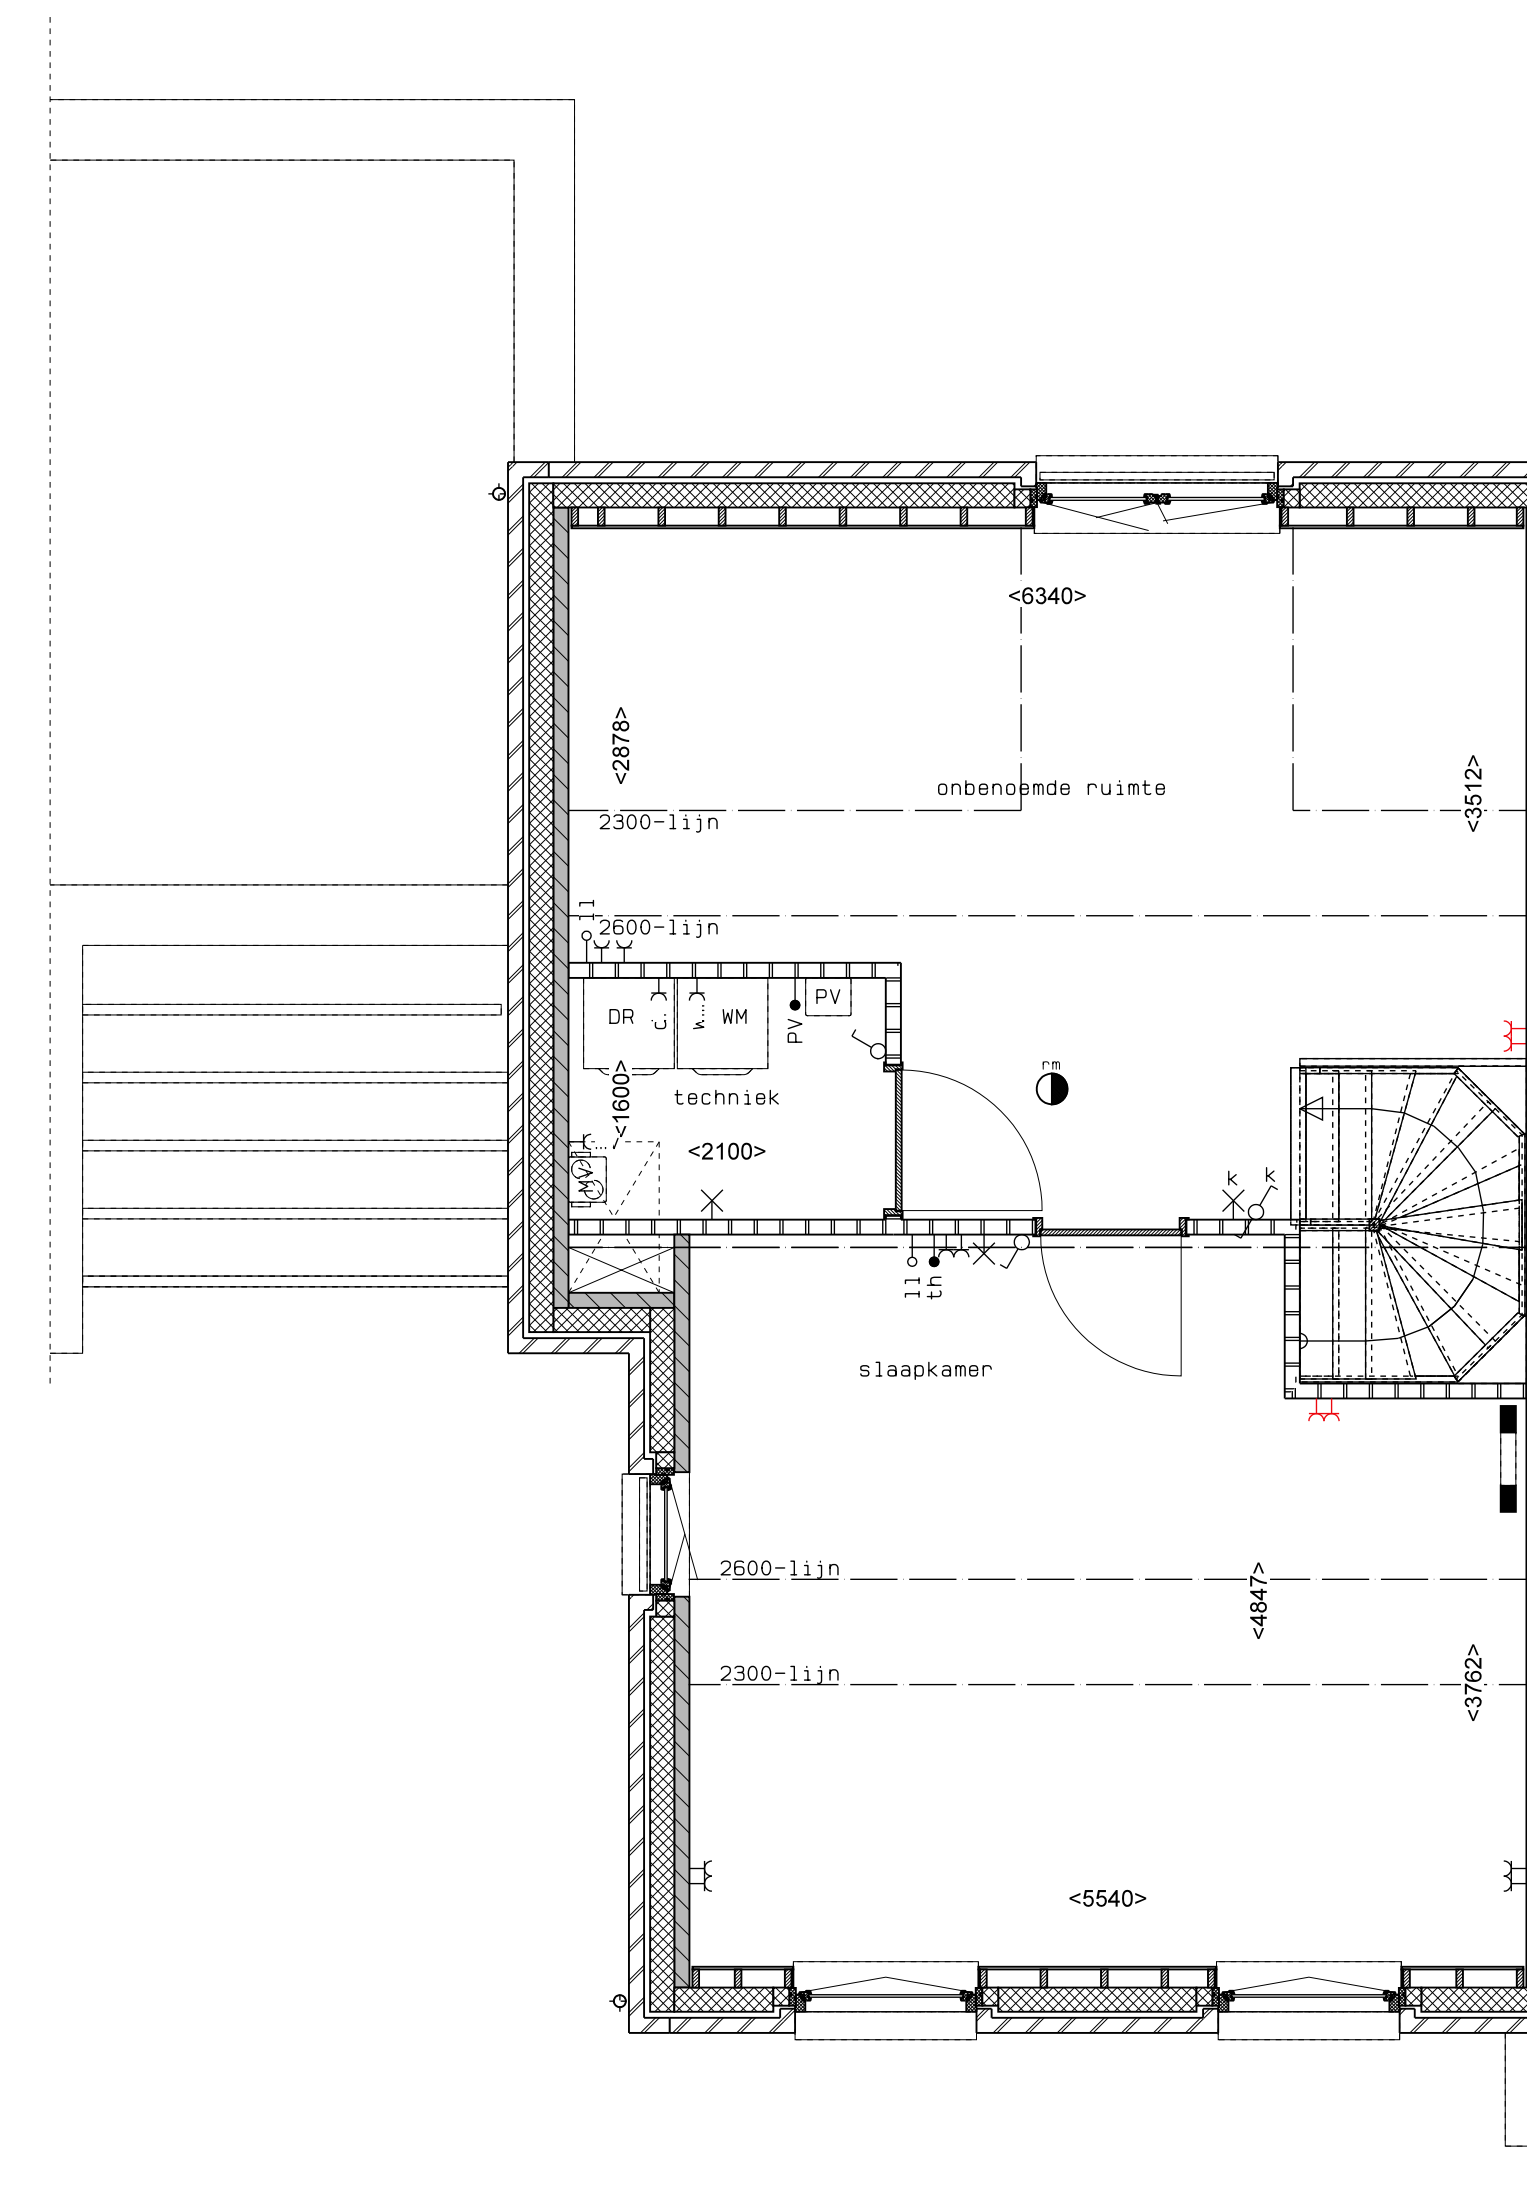 <6340>
<2878>
<3512>
onbenoemde ruimte
2300-lijn
ll
2600-lijn
DR
WM
PV
PV
rm
<1600>
techniek
<2100>
MV
k
k
ll
th
slaapkamer
2600-lijn
<4847>
2300-lijn
<3762>
<5540>